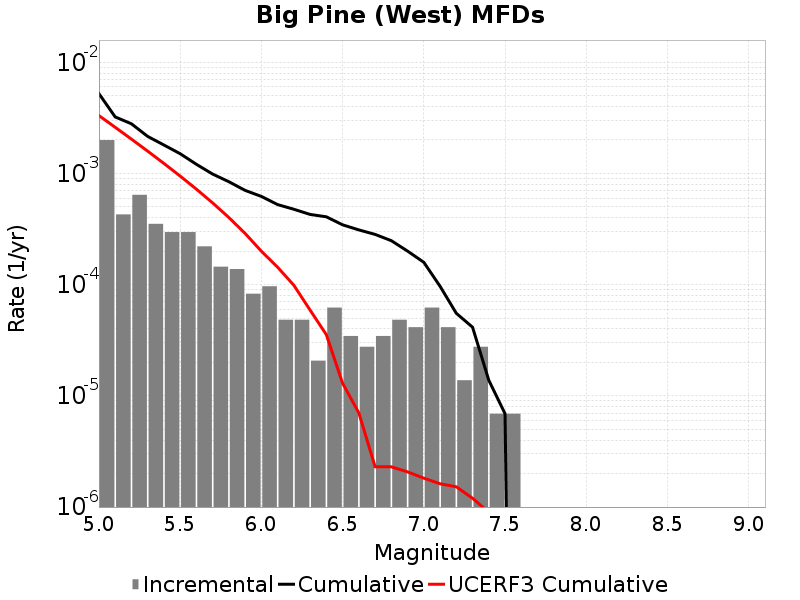 Big Pine (West) MFDs
10^-2
10^-3
10^-4
10^-5
10^-6
Rate (1/yr)
5.0 5.5 6.0 6.5 7.0 7.5 8.0 8.5 9.0
Magnitude
Incremental Cumulative UCERF3 Cumulative